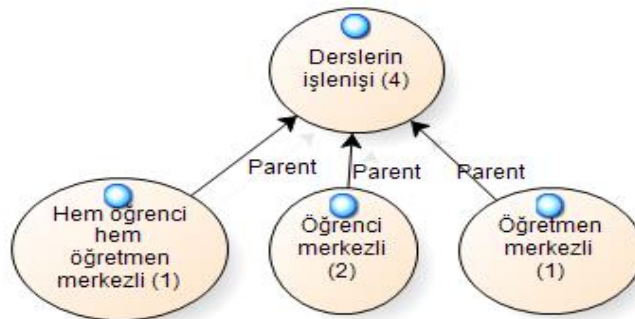 Derslerin
işlenişi (4)
Parent
Parent
Parent
Hem öğrenci
hem
öğretmen
merkezli (1)
Öğrenci
merkezli
(2)
Öğretmen
merkezli (1)